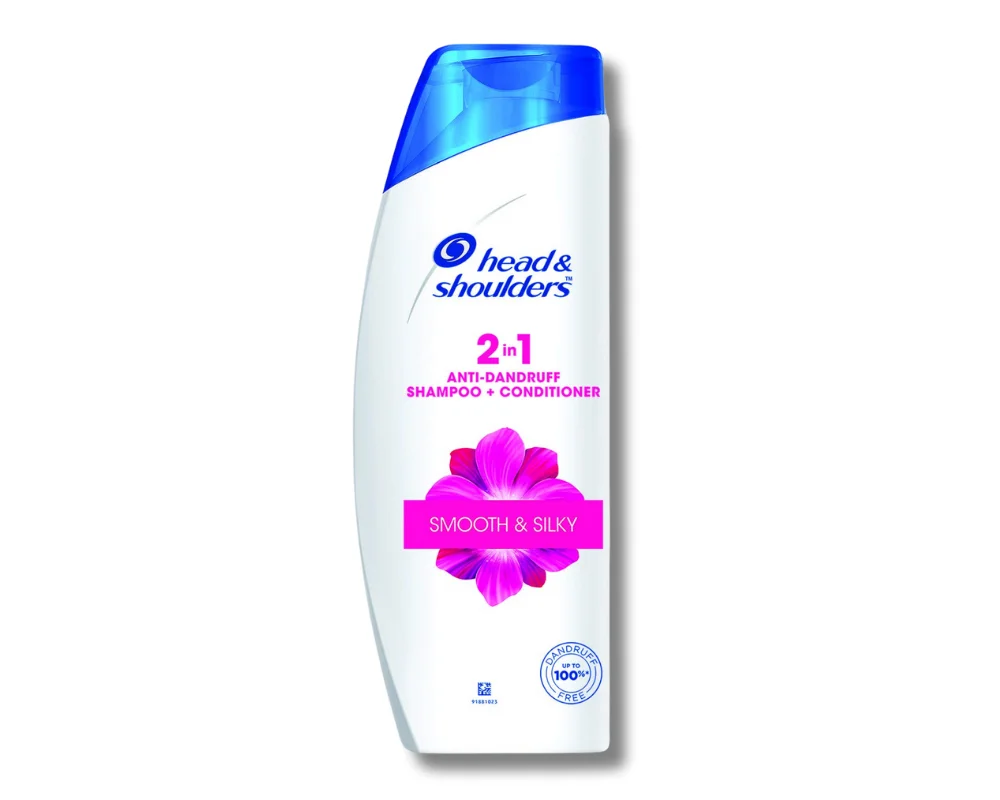 head &
shoulders™
2 in 1
ANTI-DANDRUFF
SHAMPOO + CONDITIONER
SMOOTH & SILKY
DANDRUFF
UP TO
100%*
FREE
91881025